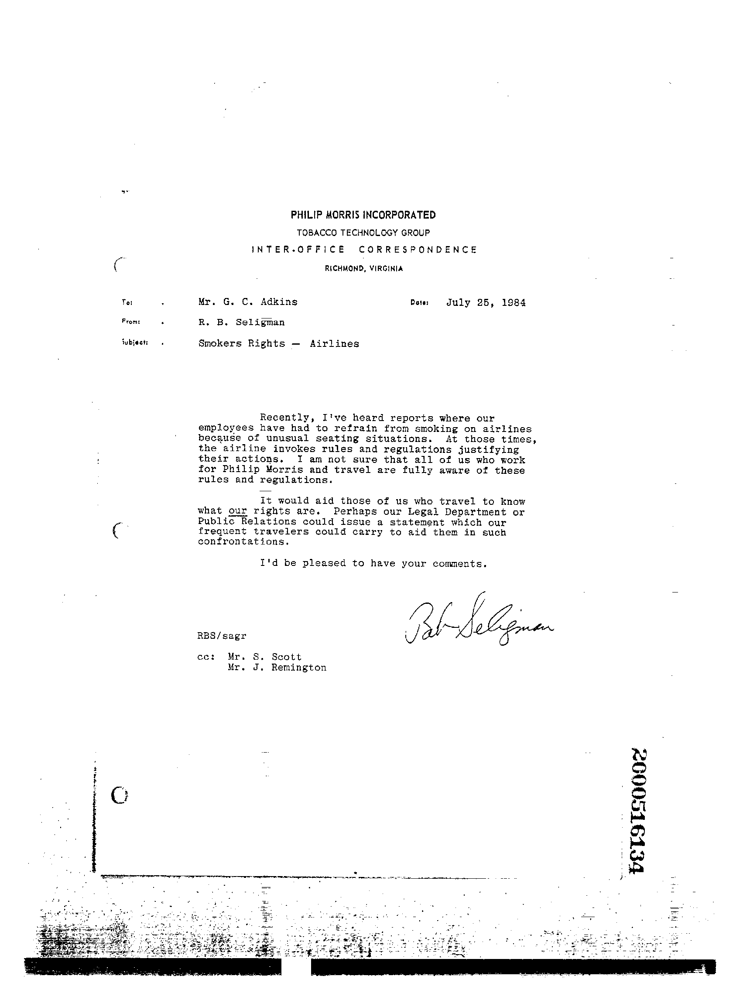 PHILIP MORRIS INCORPORATED
TOBACCO TECHNOLOGY GROUP
INTER-OFFICE CORRESPONDENCE
RICHMOND, VIRGINIA
To: . Mr. G. C. Adkins Date: July 25, 1984
From: . R. B. Seligman
Subject: . Smokers Rights — Airlines
Recently, I've heard reports where our
employees have had to refrain from smoking on airlines
because of unusual seating situations. At those times,
the airline invokes rules and regulations justifying
their actions. I am not sure that all of us who work
for Philip Morris and travel are fully aware of these
rules and regulations.
It would aid those of us who travel to know
what our rights are. Perhaps our Legal Department or
Public Relations could issue a statement which our
frequent travelers could carry to aid them in such
confrontations.
I'd be pleased to have your comments.
Bob Seligman
RBS/sagr
cc: Mr. S. Scott
Mr. J. Remington
2000516134